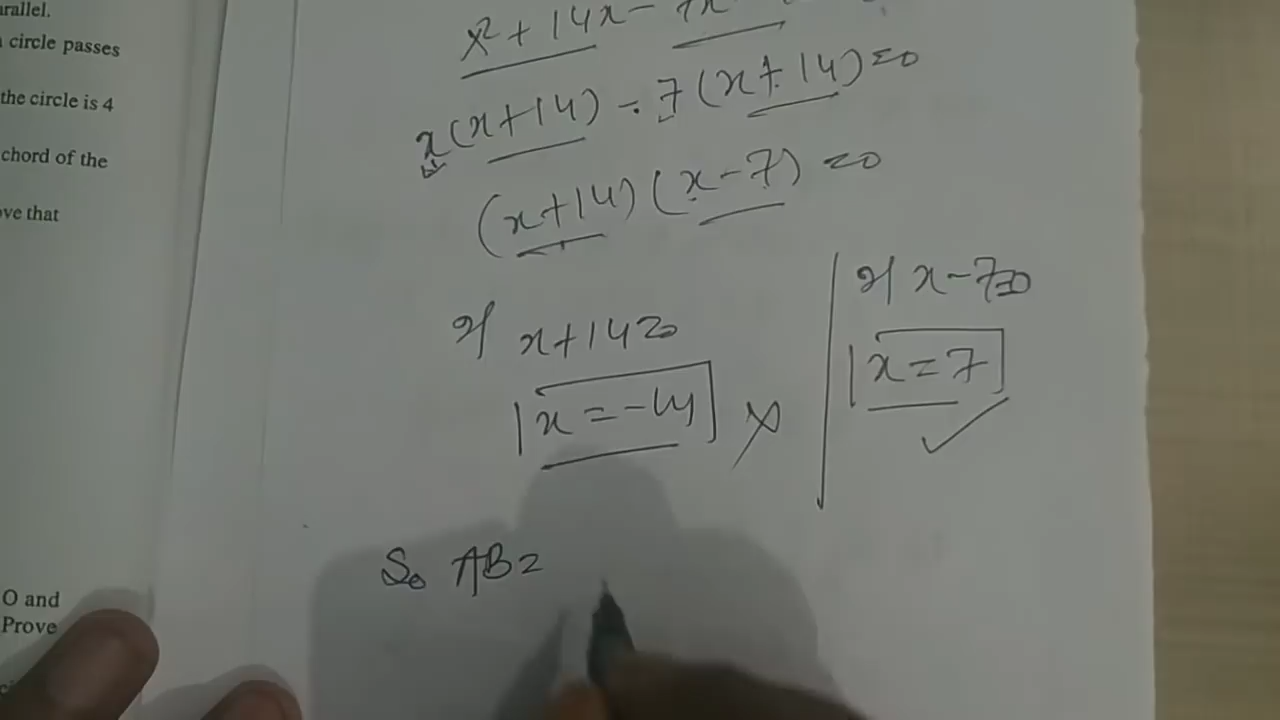 arallel.
circle passes
the circle is 4
chord of the
ve that
O and
Prove
x² + 14x - 7x
x(x+14) - 7(x+14)=0
(x+14)(x-7)=0
If x+14=0
x=-14
If x-7=0
x=7
So AB=